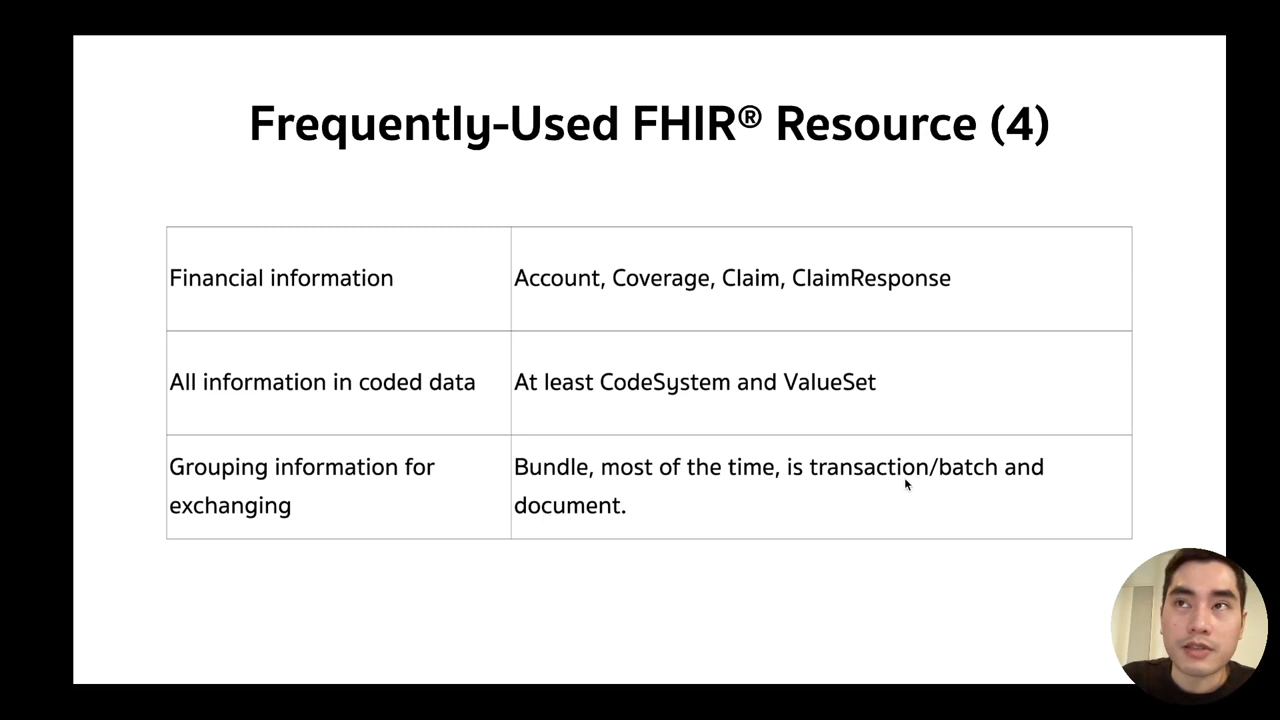 Frequently-Used FHIR® Resource (4)
Financial information
Account, Coverage, Claim, ClaimResponse
All information in coded data
At least CodeSystem and ValueSet
Grouping information for
exchanging
Bundle, most of the time, is transaction/batch and
document.